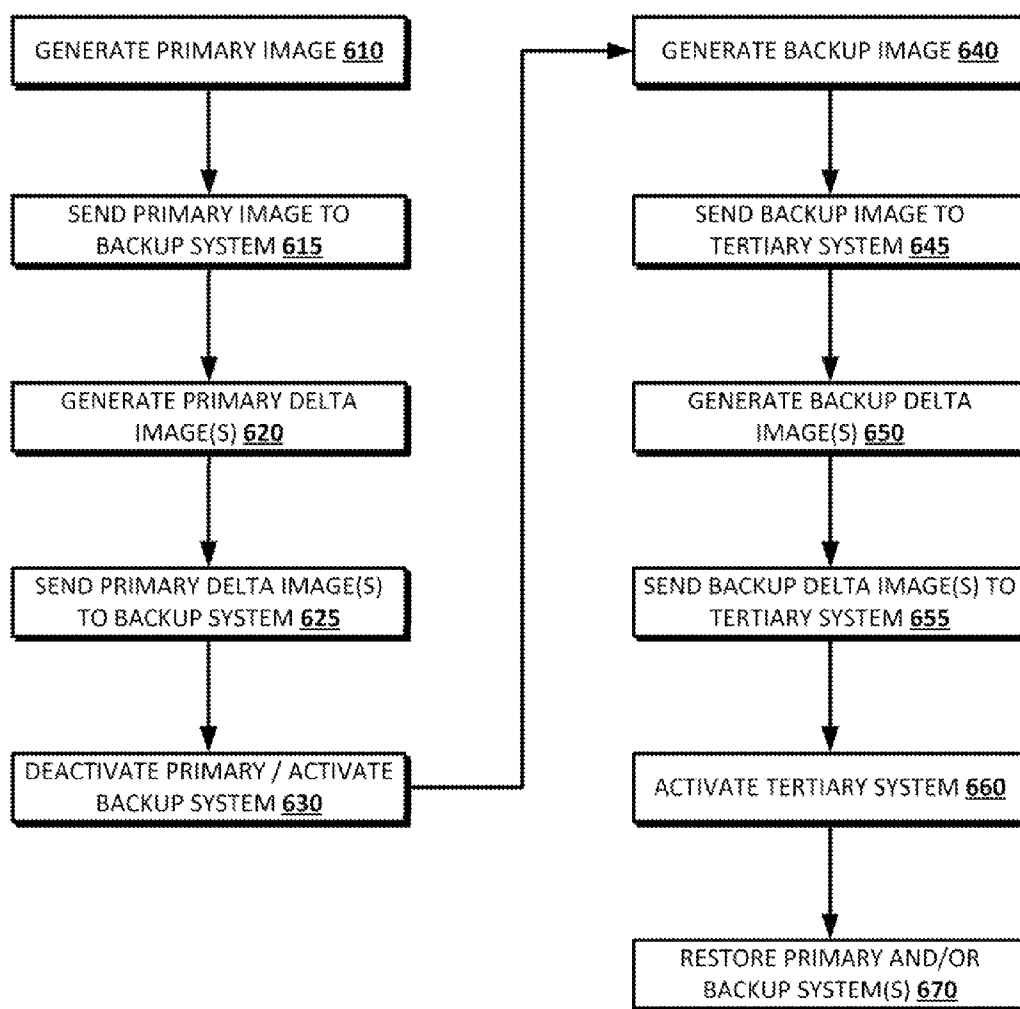 GENERATE PRIMARY IMAGE 610
SEND PRIMARY IMAGE TO
BACKUP SYSTEM 615
GENERATE PRIMARY DELTA
IMAGE(S) 620
SEND PRIMARY DELTA IMAGE(S)
TO BACKUP SYSTEM 625
DEACTIVATE PRIMARY / ACTIVATE
BACKUP SYSTEM 630
GENERATE BACKUP IMAGE 640
SEND BACKUP IMAGE TO
TERTIARY SYSTEM 645
GENERATE BACKUP DELTA
IMAGE(S) 650
SEND BACKUP DELTA IMAGE(S) TO
TERTIARY SYSTEM 655
ACTIVATE TERTIARY SYSTEM 660
RESTORE PRIMARY AND/OR
BACKUP SYSTEM(S) 670